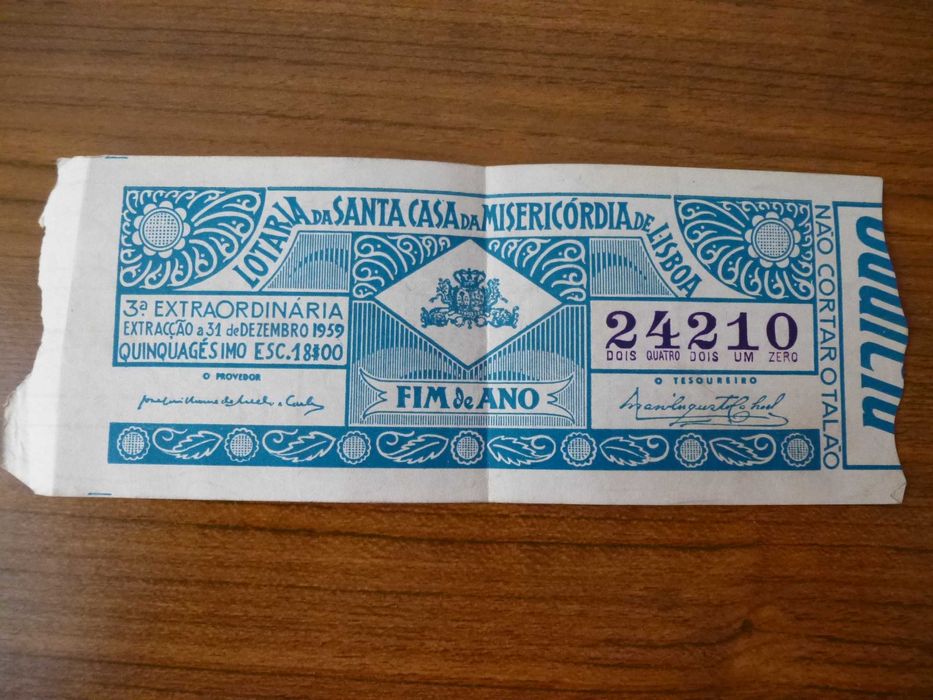 LOTARIA DA SANTA CASA DA MISERICÓRDIA DE LISBOA
3ª EXTRAORDINÁRIA
EXTRACÇÃO a 31 de DEZEMBRO 1959
QUINQUAGÉSIMO ESC. 18$00
O PROVEDOR
FIM de ANO
24210
DOIS QUATRO DOIS UM ZERO
O TESOUREIRO
NÃO CORTAR O TALÃO